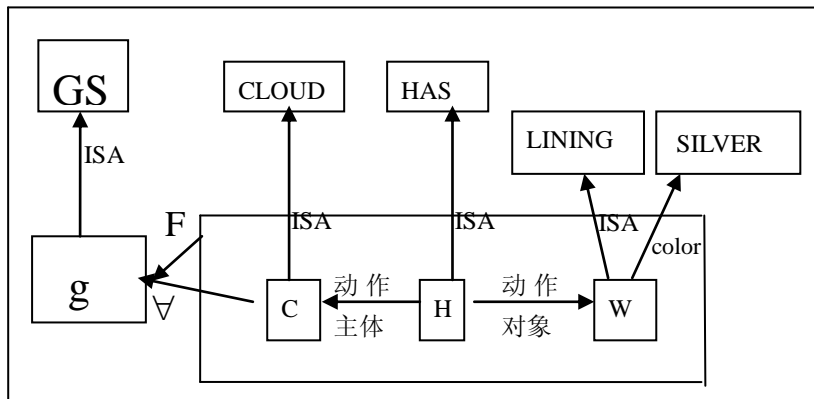 GS
CLOUD
HAS
LINING
SILVER
ISA
ISA
ISA
ISA
color
F
g
∀
C
动作
主体
H
动作
对象
W